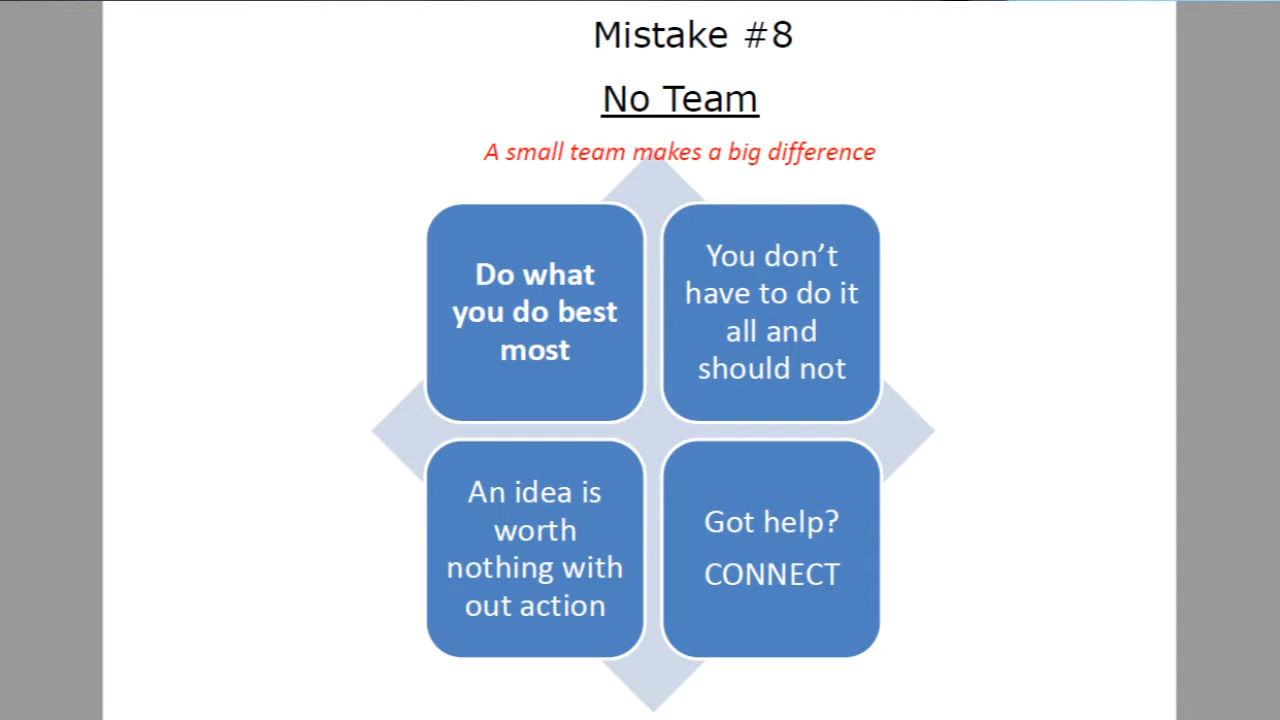 Mistake #8
No Team
A small team makes a big difference
Do what
you do best
most
You don’t
have to do it
all and
should not
An idea is
worth
nothing with
out action
Got help?
CONNECT